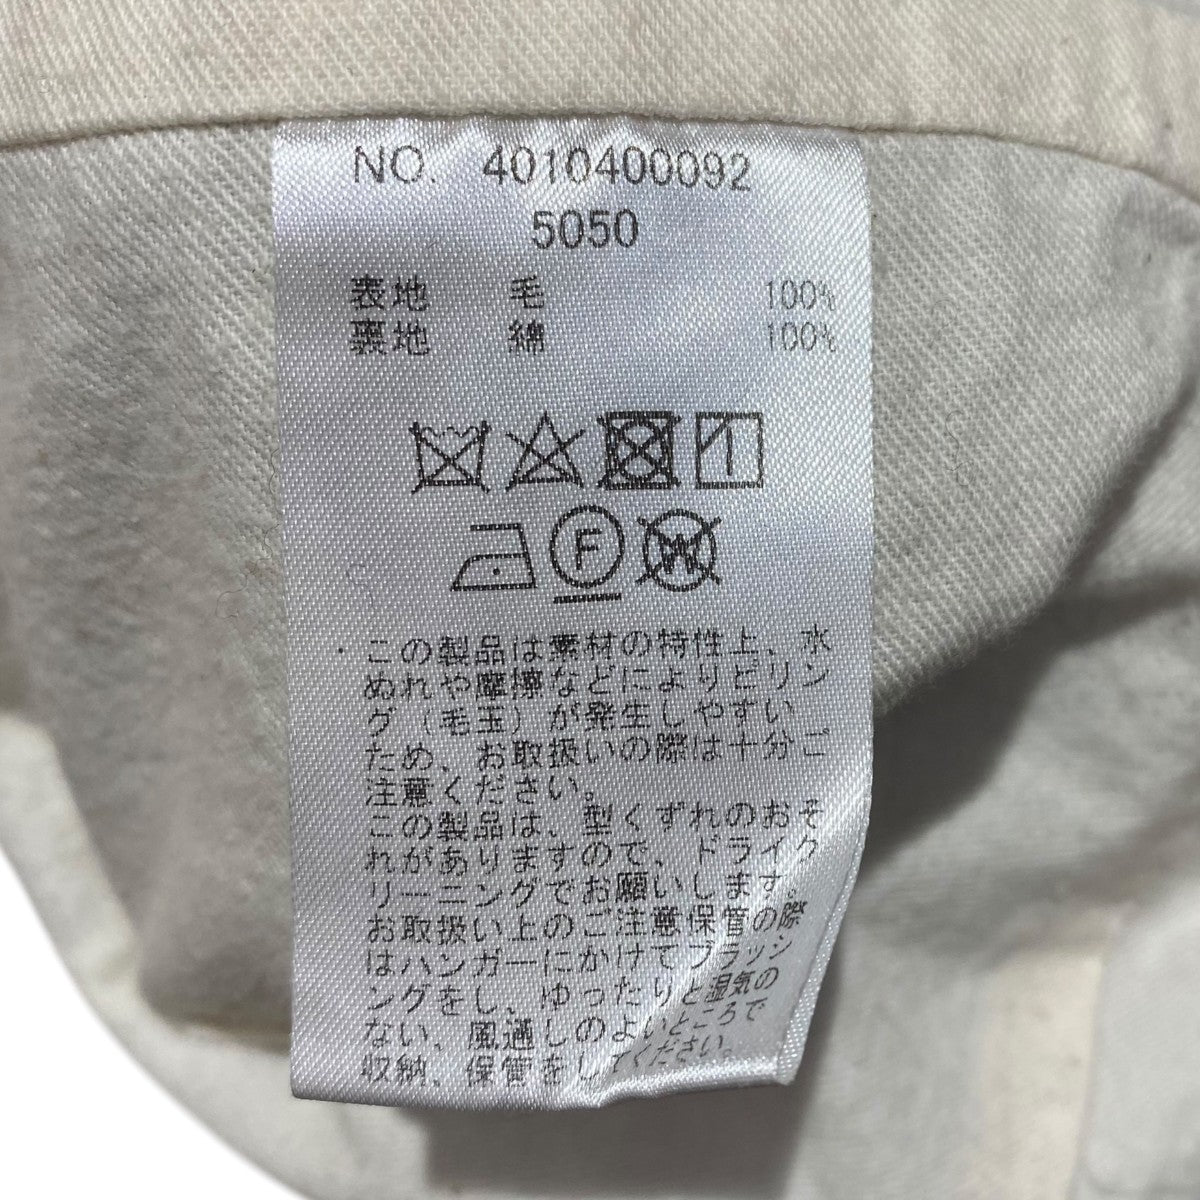 NO. 4010400092
5050
表地 毛 100%
裏地 綿 100%
F
W
この製品は素材の特性上、水
ぬれや摩擦などによりピリン
グ(毛玉)が発生しやすい
ため、お取扱いの際は十分ご
注意ください。
この製品は、型くずれのおそ
れがありますので、ドライク
リーニングでお願いします。
お取扱い上のご注意保管の際
はハンガーにかけてブラッシ
ングをし、ゆったりと湿気の
ない、風通しのよいところで
収納、保管をしてください。